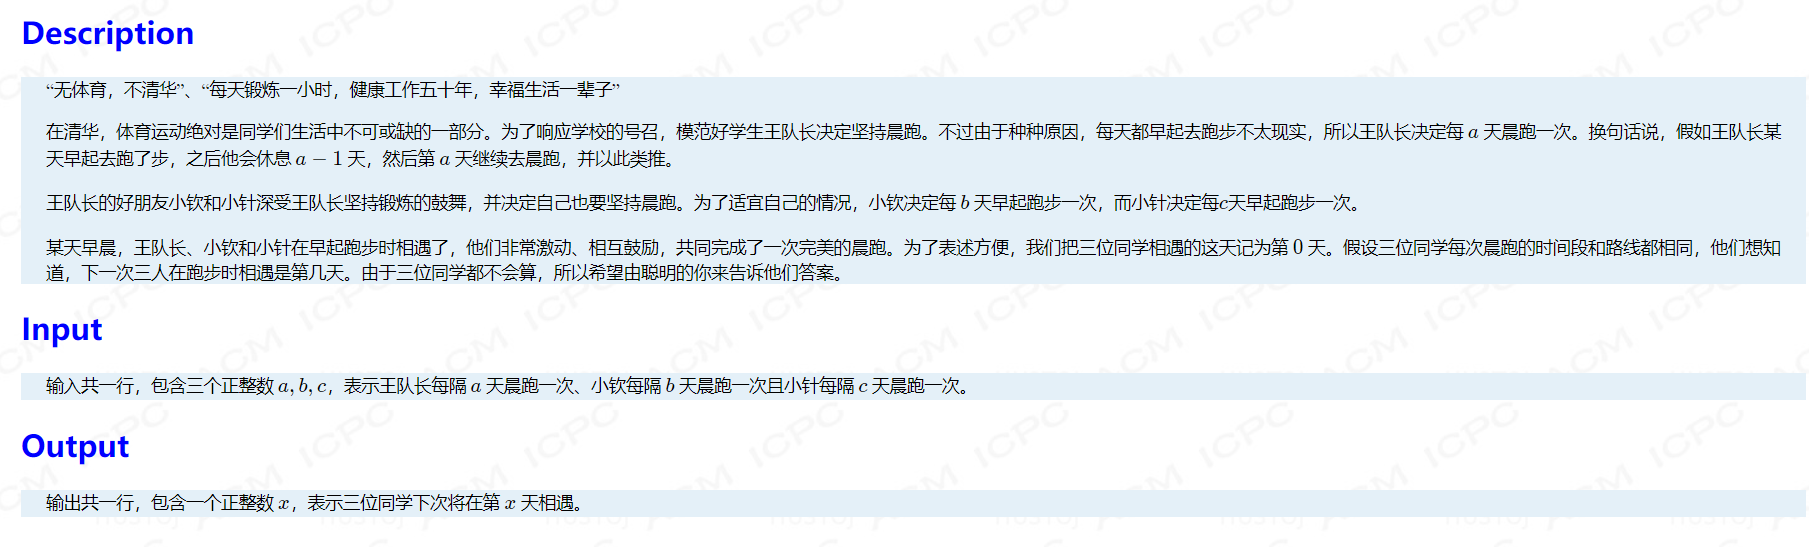 Description
“无体育，不清华”、“每天锻炼一小时，健康工作五十年，幸福生活一辈子”
在清华，体育运动绝对是同学们生活中不可或缺的一部分。为了响应学校的号召，模范好学生王队长决定坚持晨跑。不过由于种种原因，每天都早起去跑步不太现实，所以王队长决定每 a 天晨跑一次。换句话说，假如王队长某
天早起去跑了步，之后他会休息 a − 1 天，然后第 a 天继续去晨跑，并以此类推。
王队长的好朋友小钦和小针深受王队长坚持锻炼的鼓舞，并决定自己也要坚持晨跑。为了适宜自己的情况，小钦决定每 b 天早起跑步一次，而小针决定每c天早起跑步一次。
某天早晨，王队长、小钦和小针在早起跑步时相遇了，他们非常激动、相互鼓励，共同完成了一次完美的晨跑。为了表述方便，我们把三位同学相遇的这天记为第 0 天。假设三位同学每次晨跑的时间段和路线都相同，他们想知
道，下一次三人在跑步时相遇是第几天。由于三位同学都不会算，所以希望由聪明的你来告诉他们答案。
Input
输入共一行，包含三个正整数 a, b, c，表示王队长每隔 a 天晨跑一次、小钦每隔 b 天晨跑一次且小针每隔 c 天晨跑一次。
Output
输出共一行，包含一个正整数 x，表示三位同学下次将在第 x 天相遇。